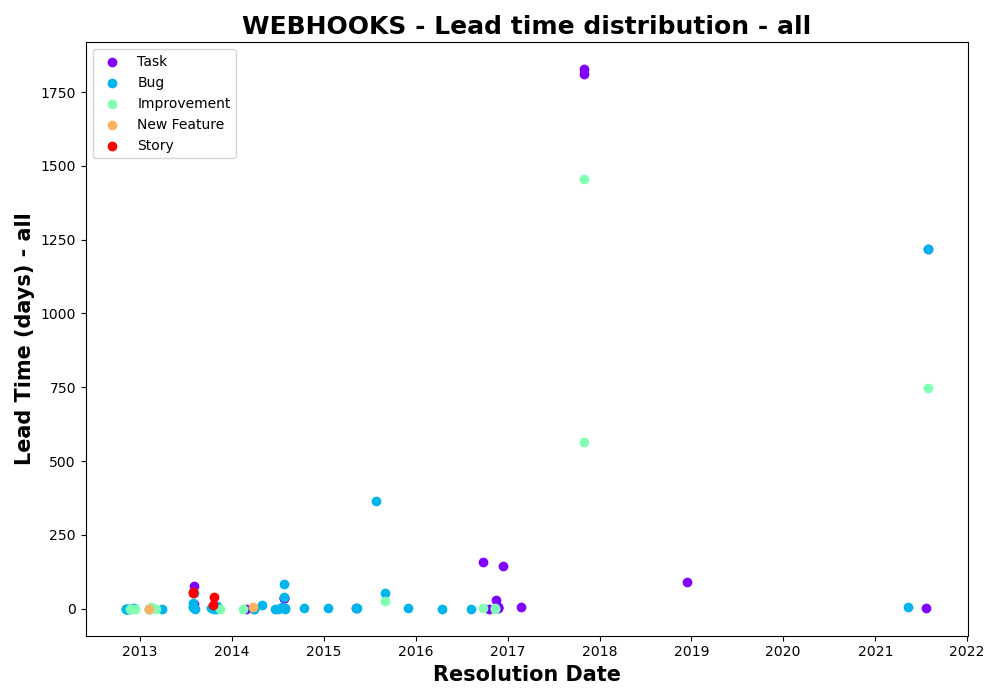 WEBHOOKS - Lead time distribution - all
Task
Bug
Improvement
New Feature
Story
Lead Time (days) - all
1750
1500
1250
1000
750
500
250
0
2013 2014 2015 2016 2017 2018 2019 2020 2021 2022
Resolution Date